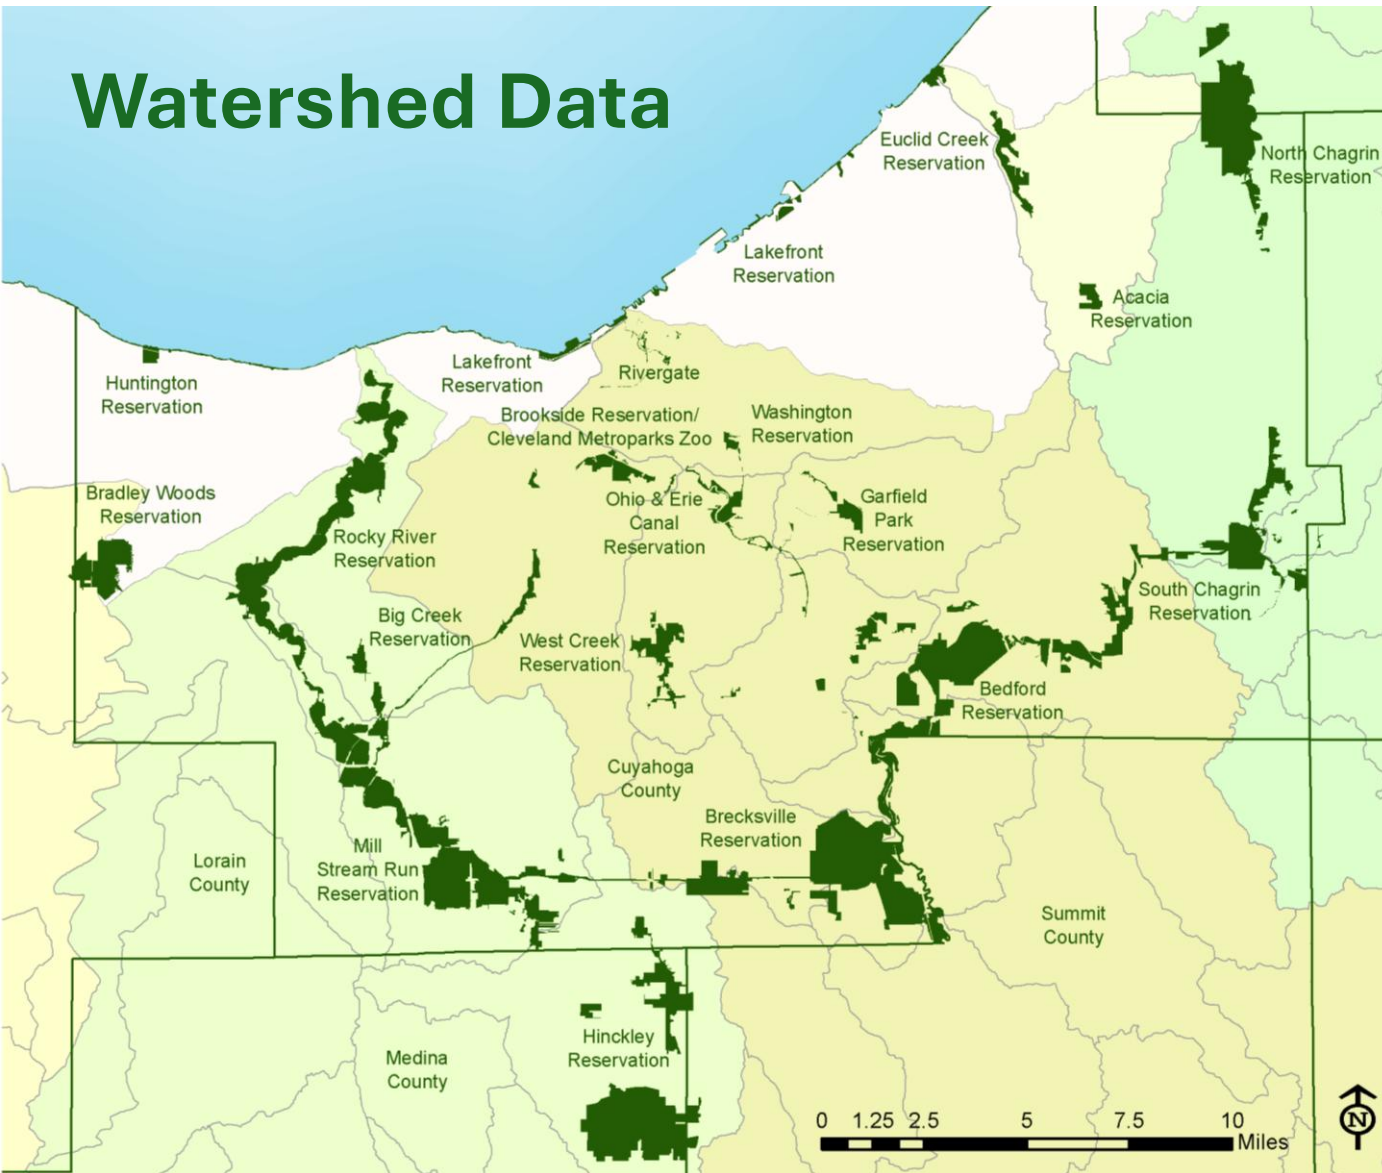 Watershed Data
Euclid Creek
Reservation
North Chagrin
Reservation
Lakefront
Reservation
Acacia
Reservation
Huntington
Reservation
Lakefront
Reservation
Rivergate
Brookside Reservation/
Cleveland Metroparks Zoo
Washington
Reservation
Bradley Woods
Reservation
Rocky River
Reservation
Ohio & Erie
Canal
Reservation
Garfield
Park
Reservation
South Chagrin
Reservation
Big Creek
Reservation
West Creek
Reservation
Bedford
Reservation
Cuyahoga
County
Brecksville
Reservation
Mill
Stream Run
Reservation
Lorain
County
Summit
County
Hinckley
Reservation
Medina
County
0 1.25 2.5 5 7.5 10
Miles
N